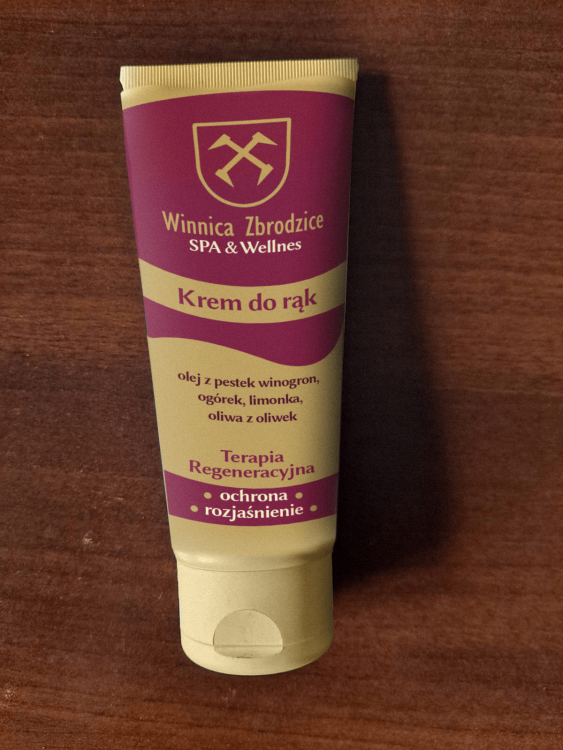 Winnica Zbrodzice
SPA & Wellnes
Krem do rąk
olej z pestek winogron,
ogórek, limonka,
oliwa z oliwek
Terapia
Regeneracyjna
• ochrona •
• rozjaśnienie •